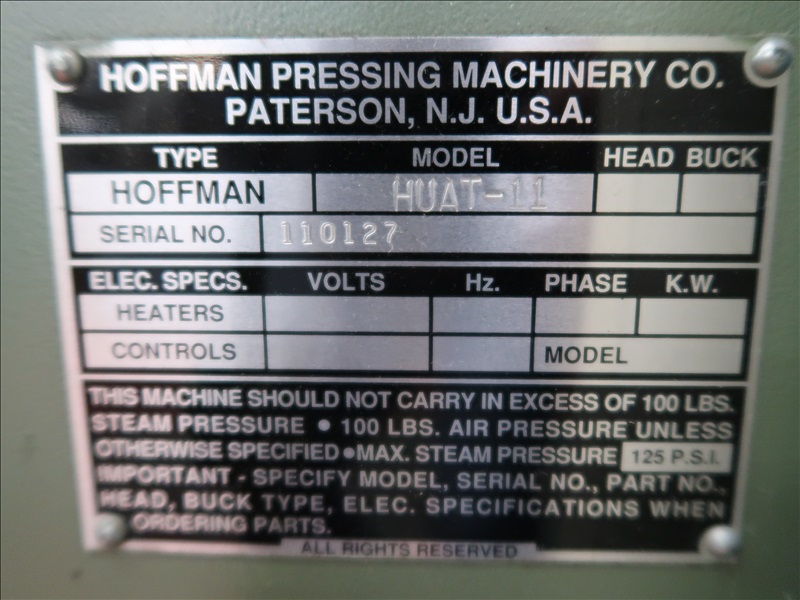 HOFFMAN PRESSING MACHINERY CO.
PATERSON, N.J. U.S.A.
TYPE MODEL HEAD BUCK
HOFFMAN HUAT-11
SERIAL NO. 110127
ELEC. SPECS. VOLTS Hz. PHASE K.W.
HEATERS
CONTROLS MODEL
THIS MACHINE SHOULD NOT CARRY IN EXCESS OF 100 LBS.
STEAM PRESSURE • 100 LBS. AIR PRESSURE UNLESS
OTHERWISE SPECIFIED • MAX. STEAM PRESSURE 125 P.S.I.
IMPORTANT - SPECIFY MODEL, SERIAL NO., PART NO.,
HEAD, BUCK TYPE, ELEC. SPECIFICATIONS WHEN
ORDERING PARTS.
ALL RIGHTS RESERVED